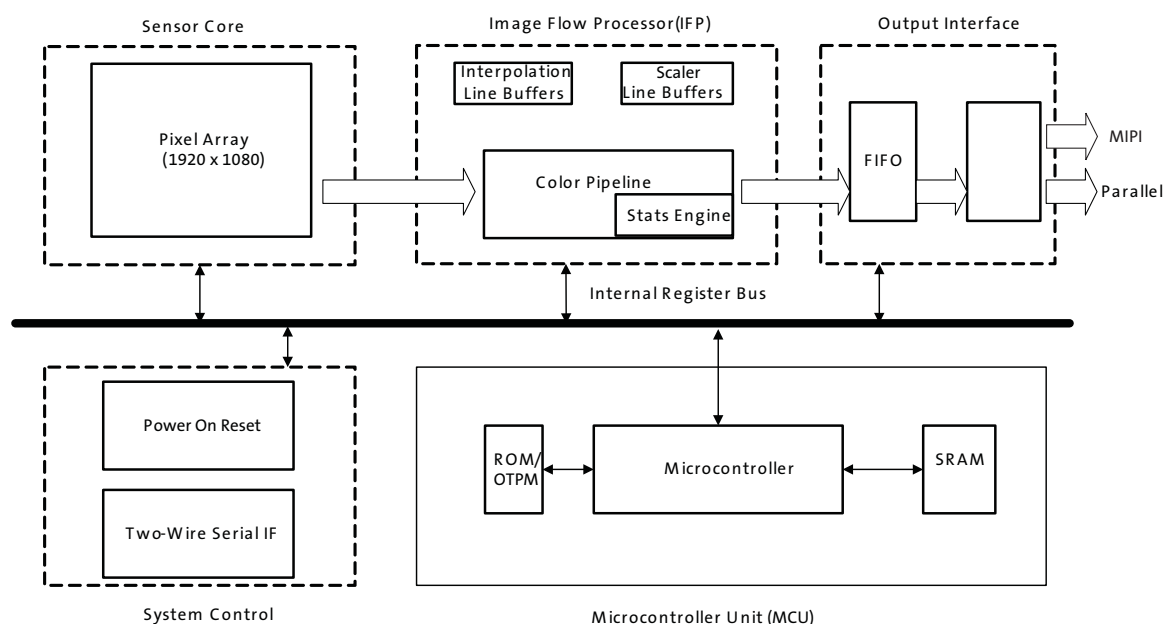 Sensor Core
Image Flow Processor(IFP)
Output Interface
Interpolation
Line Buffers
Scaler
Line Buffers
Pixel Array
(1920 x 1080)
Color Pipeline
Stats Engine
FIFO
MIPI
Parallel
Internal Register Bus
Power On Reset
Two-Wire Serial IF
System Control
ROM/
OTPM
Microcontroller
SRAM
Microcontroller Unit (MCU)